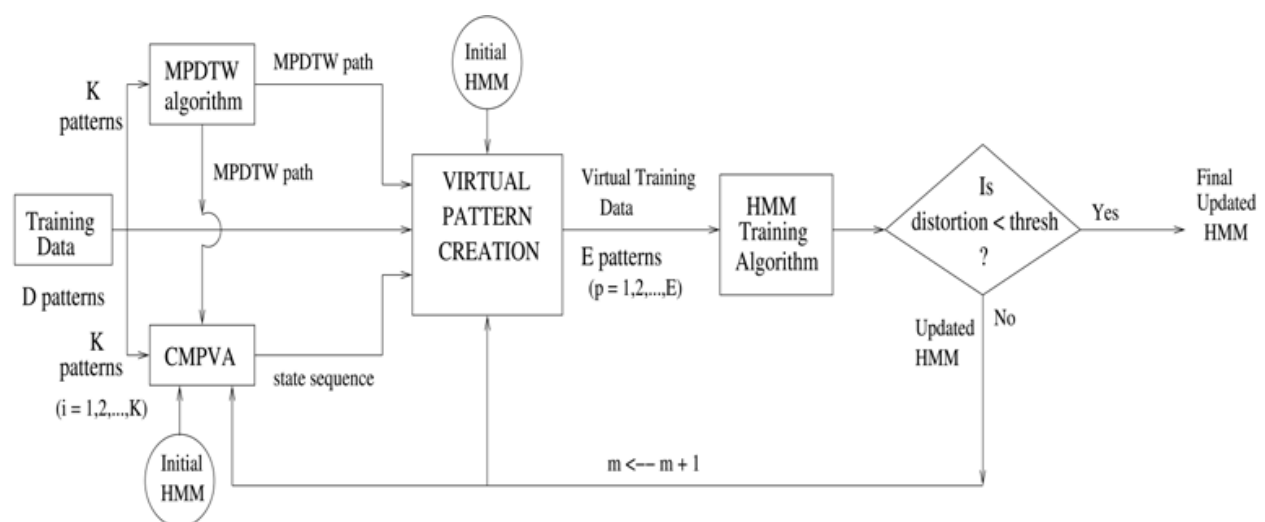 Initial
HMM
MPDTW
algorithm
MPDTW path
K
patterns
MPDTW path
Training
Data
D patterns
VIRTUAL
PATTERN
CREATION
Virtual Training
Data
E patterns
(p = 1,2,...,E)
HMM
Training
Algorithm
Is
distortion < thresh
?
Yes
Final
Updated
HMM
No
Updated
HMM
K
patterns
(i = 1,2,...,K)
CMPVA
state sequence
Initial
HMM
m <-- m + 1